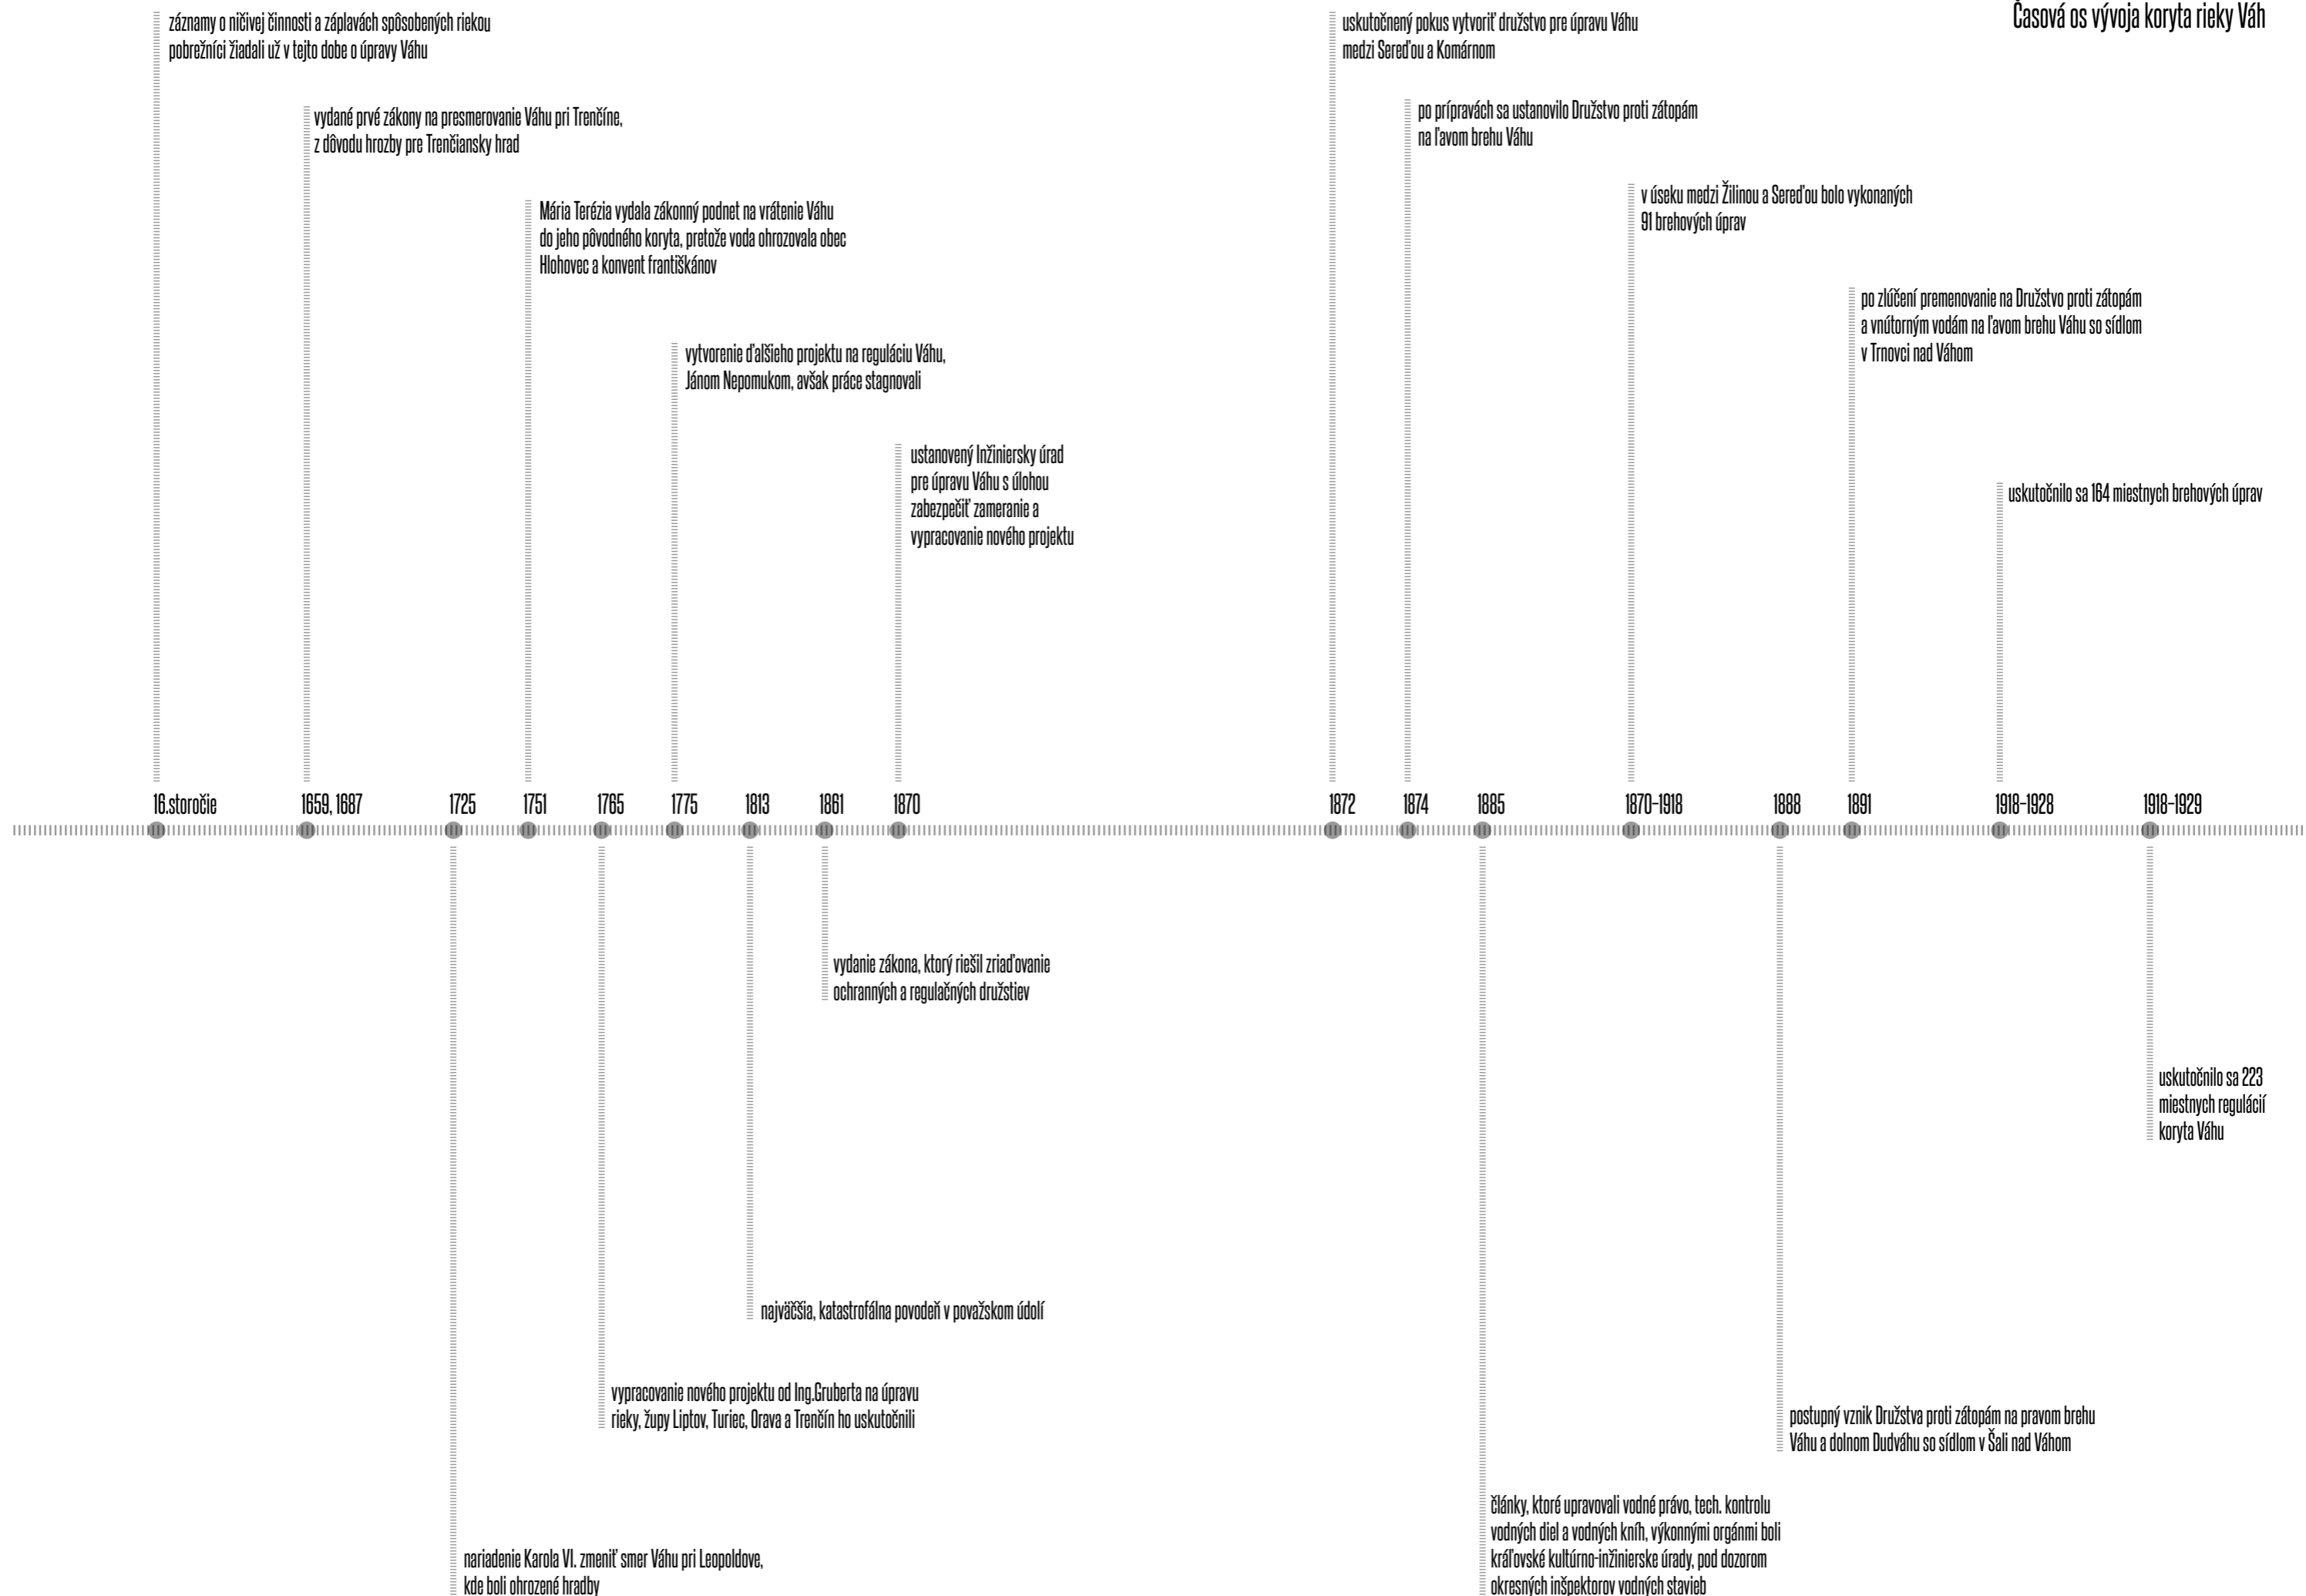 Časová os vývoja koryta rieky Váh
záznamy o ničivej činnosti a záplavách spôsobených riekou
pobrežníci žiadali už v tejto dobe o úpravy Váhu
vydané prvé zákony na presmerovanie Váhu pri Trenčíne,
z dôvodu hrozby pre Trenčiansky hrad
Mária Terézia vydala zákonný podnet na vrátenie Váhu
do jeho pôvodného koryta, pretože voda ohrozovala obec
Hlohovec a konvent františkánov
vytvorenie ďalšieho projektu na reguláciu Váhu,
Jánom Nepomukom, avšak práce stagnovali
ustanovený Inžiniersky úrad
pre úpravu Váhu s úlohou
zabezpečiť zameranie a
vypracovanie nového projektu
uskutočnený pokus vytvoriť družstvo pre úpravu Váhu
medzi Sereďou a Komárnom
po prípravách sa ustanovilo Družstvo proti zátopám
na ľavom brehu Váhu
v úseku medzi Žilinou a Sereďou bolo vykonaných
91 brehových úprav
po zlúčení premenovanie na Družstvo proti zátopám
a vnútorným vodám na ľavom brehu Váhu so sídlom
v Trnovci nad Váhom
uskutočnilo sa 164 miestnych brehových úprav
16.storočie
1659, 1687
1725
1751
1765
1775
1813
1861
1870
1872
1874
1885
1870-1918
1888
1891
1918-1928
1918-1929
vydanie zákona, ktorý riešil zriaďovanie
ochranných a regulačných družstiev
uskutočnilo sa 223
miestnych regulácií
koryta Váhu
najväčšia, katastrofálna povodeň v považskom údolí
vypracovanie nového projektu od Ing.Gruberta na úpravu
rieky, župy Liptov, Turiec, Orava a Trenčín ho uskutočnili
postupný vznik Družstva proti zátopám na pravom brehu
Váhu a dolnom Dudváhu so sídlom v Šali nad Váhom
nariadenie Karola VI. zmeniť smer Váhu pri Leopoldove,
kde boli ohrozené hradby
články, ktoré upravovali vodné právo, tech. kontrolu
vodných diel a vodných kníh, výkonnými orgánmi boli
kráľovské kultúrno-inžinierske úrady, pod dozorom
okresných inšpektorov vodných stavieb